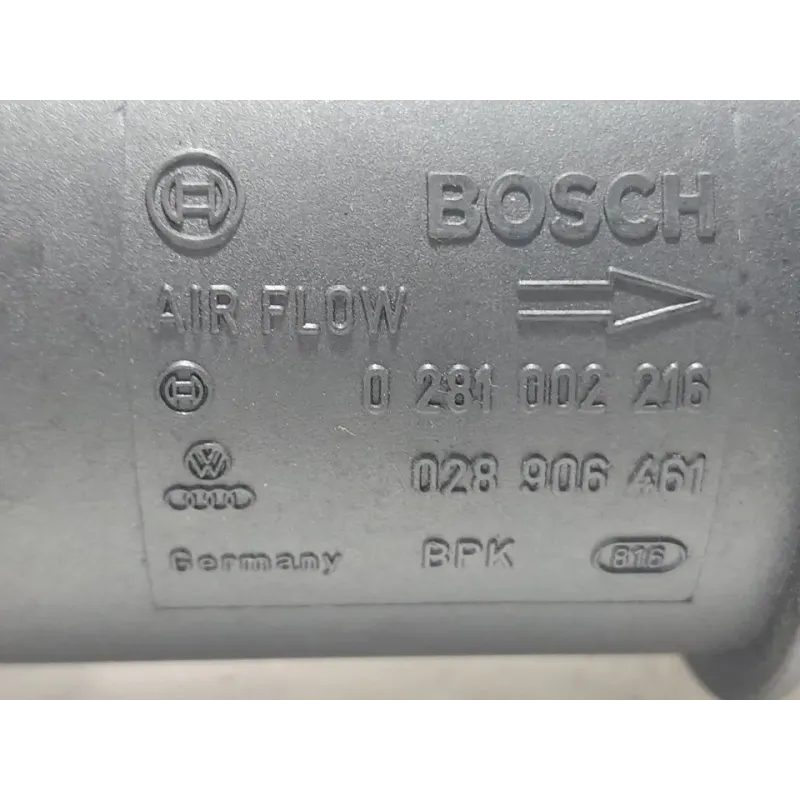 BOSCH
AIR FLOW
0 281 002 216
028 906 461
Germany BPK 816